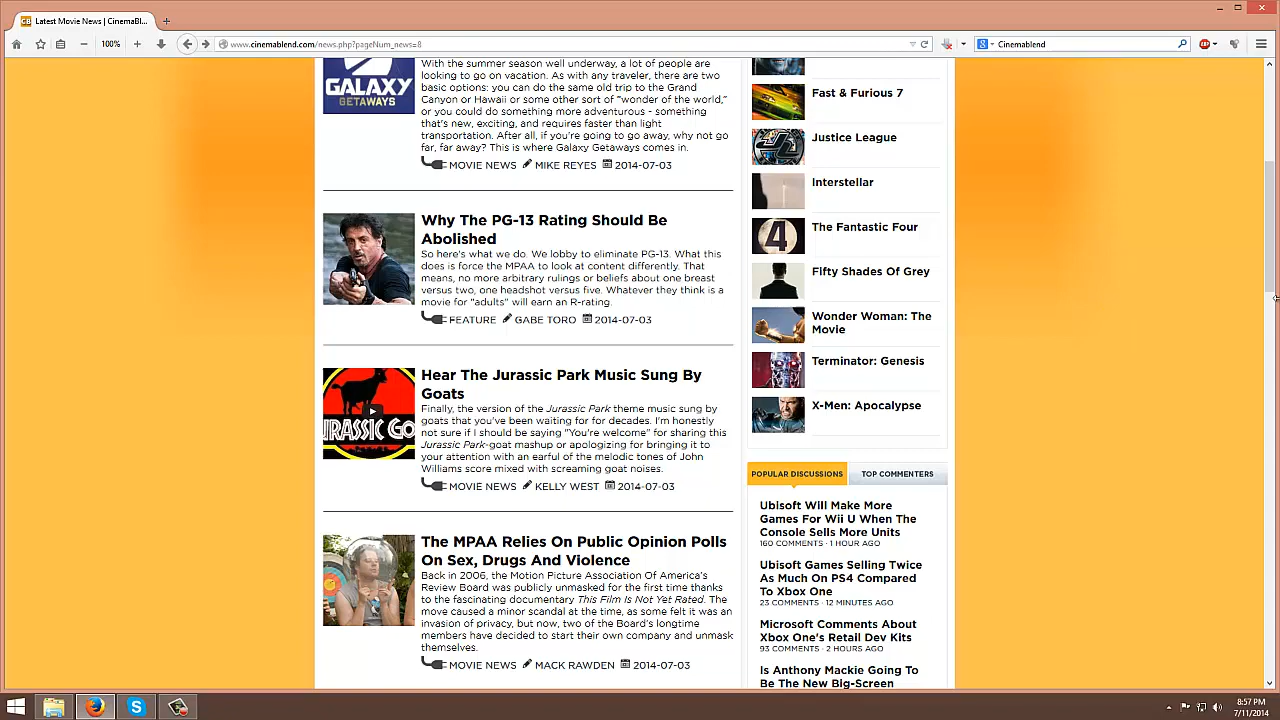 Latest Movie News | CinemaBl...
100%
www.cinemablend.com/news.php?pageNum_news=8
Cinemablend
GALAXY
GETAWAYS
With the summer season well underway, a lot of people are
looking to go on vacation. As with any traveler, there are two
basic options: you can do the same old trip to the Grand
Canyon or Hawaii or some other sort of "wonder of the world,"
or you could do something more adventurous - something
that's new, exciting, and requires faster than light
transportation. After all, if you're going to go away, why not go
far, far away? This is where Galaxy Getaways comes in.
MOVIE NEWS MIKE REYES 2014-07-03
Why The PG-13 Rating Should Be
Abolished
So here's what we do. We lobby to eliminate PG-13. What this
does is force the MPAA to look at content differently. That
means, no more arbitrary rulings or beliefs about one breast
versus two, one headshot versus five. Whatever they think is a
movie for "adults" will earn an R-rating.
FEATURE GABE TORO 2014-07-03
JRASSIC GO
Hear The Jurassic Park Music Sung By
Goats
Finally, the version of the Jurassic Park theme music sung by
goats that you've been waiting for for decades. I'm honestly
not sure if I should be saying "You're welcome" for sharing this
Jurassic Park-goat mashup or apologizing for bringing it to
your attention with an earful of the melodic tones of John
Williams score mixed with screaming goat noises.
MOVIE NEWS KELLY WEST 2014-07-03
The MPAA Relies On Public Opinion Polls
On Sex, Drugs And Violence
Back in 2006, the Motion Picture Association Of America's
Review Board was publicly unmasked for the first time thanks
to the fascinating documentary This Film Is Not Yet Rated. The
move caused a minor scandal at the time, as some felt it was an
invasion of privacy, but now, two of the Board's longtime
members have decided to start their own company and unmask
themselves.
MOVIE NEWS MACK RAWDEN 2014-07-03
Fast & Furious 7
Justice League
Interstellar
4
The Fantastic Four
Fifty Shades Of Grey
Wonder Woman: The
Movie
Terminator: Genesis
X-Men: Apocalypse
POPULAR DISCUSSIONS TOP COMMENTERS
Ubisoft Will Make More
Games For Wii U When The
Console Sells More Units
160 COMMENTS · 1 HOUR AGO
Ubisoft Games Selling Twice
As Much On PS4 Compared
To Xbox One
23 COMMENTS · 12 MINUTES AGO
Microsoft Comments About
Xbox One's Retail Dev Kits
93 COMMENTS · 2 HOURS AGO
Is Anthony Mackie Going To
Be The New Big-Screen
8:57 PM
7/11/2014